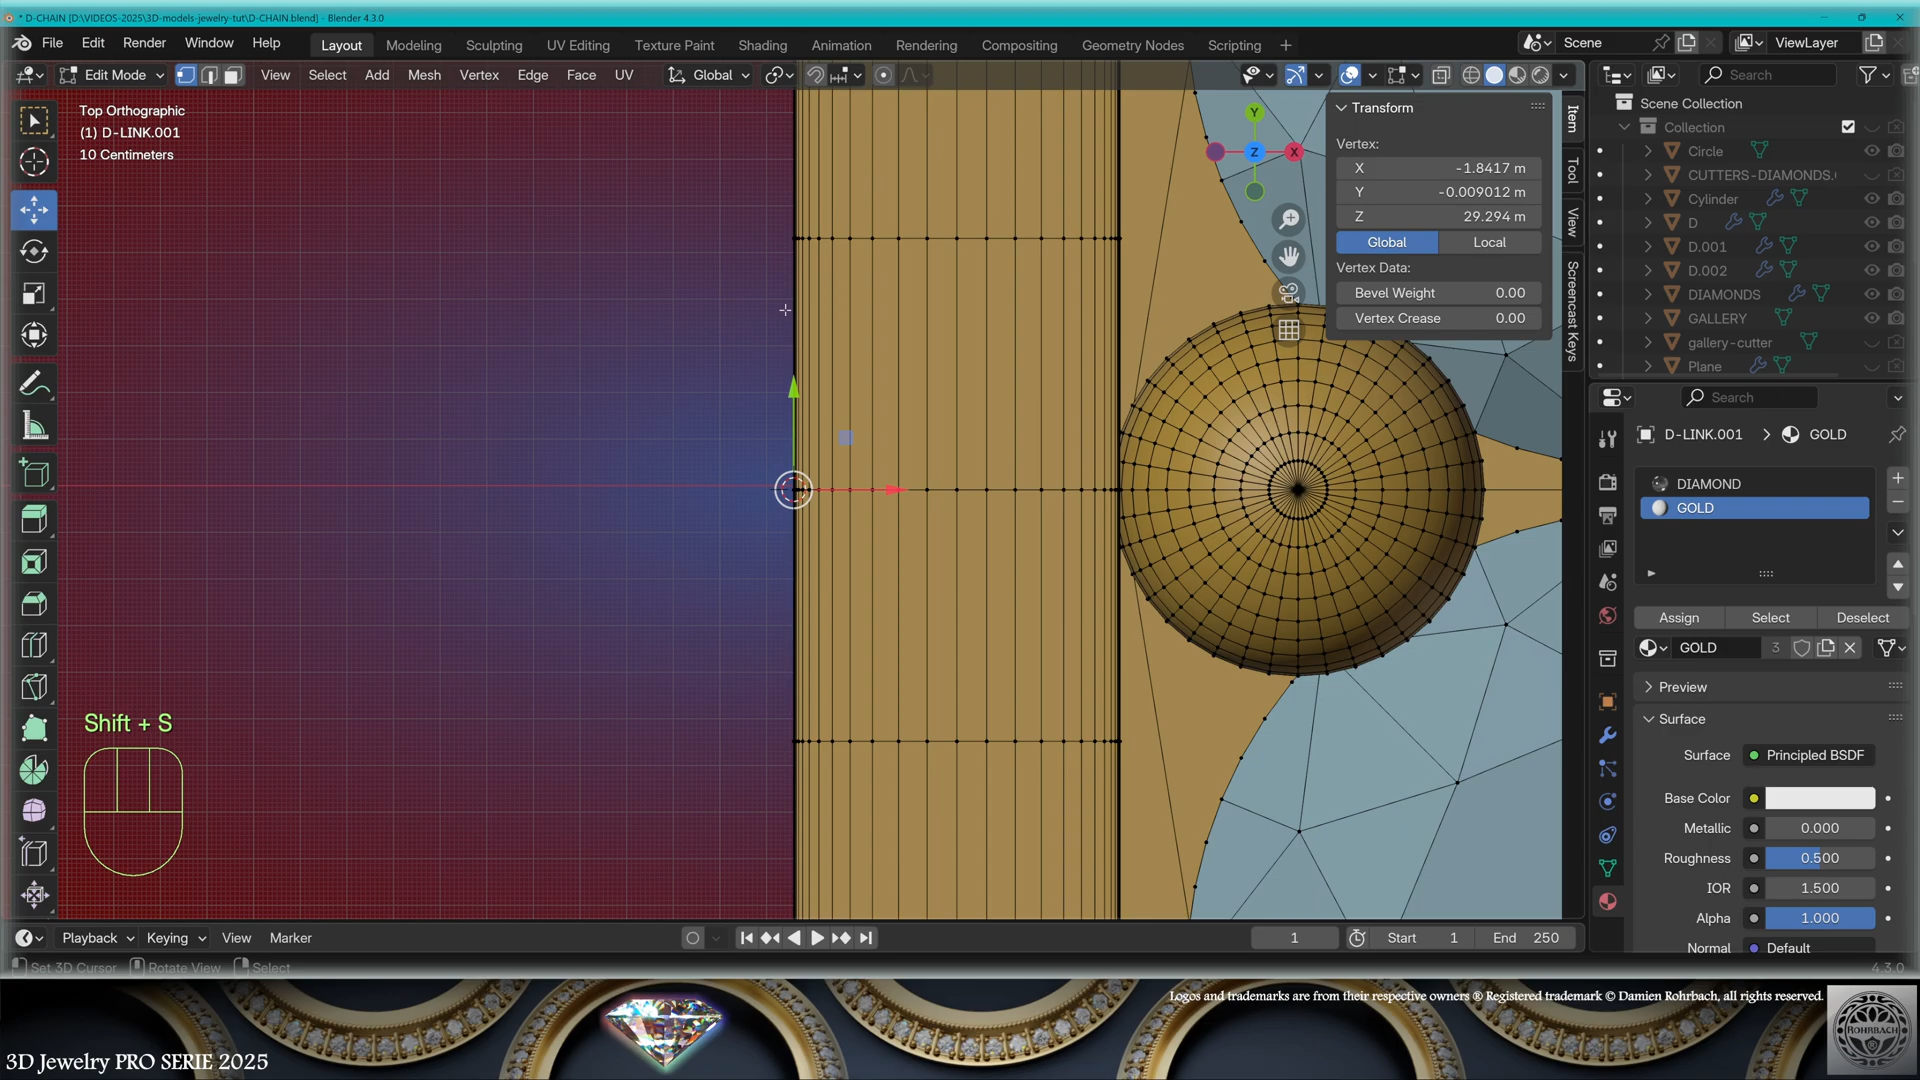 * D-CHAIN [D:\VIDEOS-2025\3D-models-jewelry-tut\D-CHAIN.blend] - Blender 4.3.0
File Edit Render Window Help
Layout Modeling Sculpting UV Editing Texture Paint Shading Animation Rendering Compositing Geometry Nodes Scripting +
Scene
ViewLayer
Edit Mode View Select Add Mesh Vertex Edge Face UV Global
Search
Top Orthographic
(1) D-LINK.001
10 Centimeters
Y
X
Z
Transform
Vertex:
X -1.8417 m
Y -0.009012 m
Z 29.294 m
Global Local
Vertex Data:
Bevel Weight 0.00
Vertex Crease 0.00
Item
Tool
View
Screencast Keys
Scene Collection
Collection
Circle
CUTTERS-DIAMONDS.
Cylinder
D
D.001
D.002
DIAMONDS
GALLERY
gallery-cutter
Plane
Search
D-LINK.001 > GOLD
DIAMOND
GOLD
Assign Select Deselect
GOLD 3
Preview
Surface
Surface Principled BSDF
Base Color
Metallic 0.000
Roughness 0.500
IOR 1.500
Alpha 1.000
Normal Default
Shift + S
Playback Keying View Marker
1
Start 1
End 250
Set 3D Cursor Rotate View Select
4.3.0
Logos and trademarks are from their respective owners ® Registered trademark © Damien Rohrbach, all rights reserved.
3D Jewelry PRO SERIE 2025
ROHRBACH